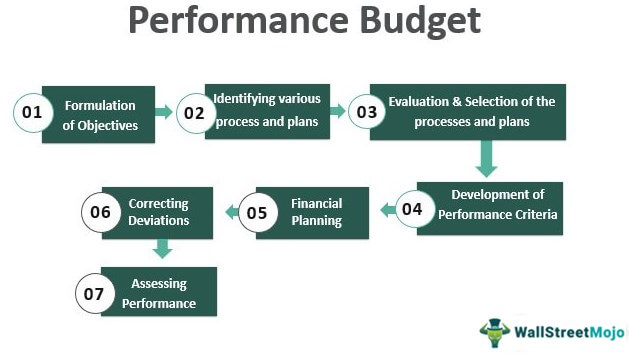 Performance Budget
01
Formulation
of Objectives
02
Identifying various
process and plans
03
Evaluation & Selection of the
processes and plans
04
Development of
Performance Criteria
05
Financial
Planning
06
Correcting
Deviations
07
Assessing
Performance
WallStreetMojo